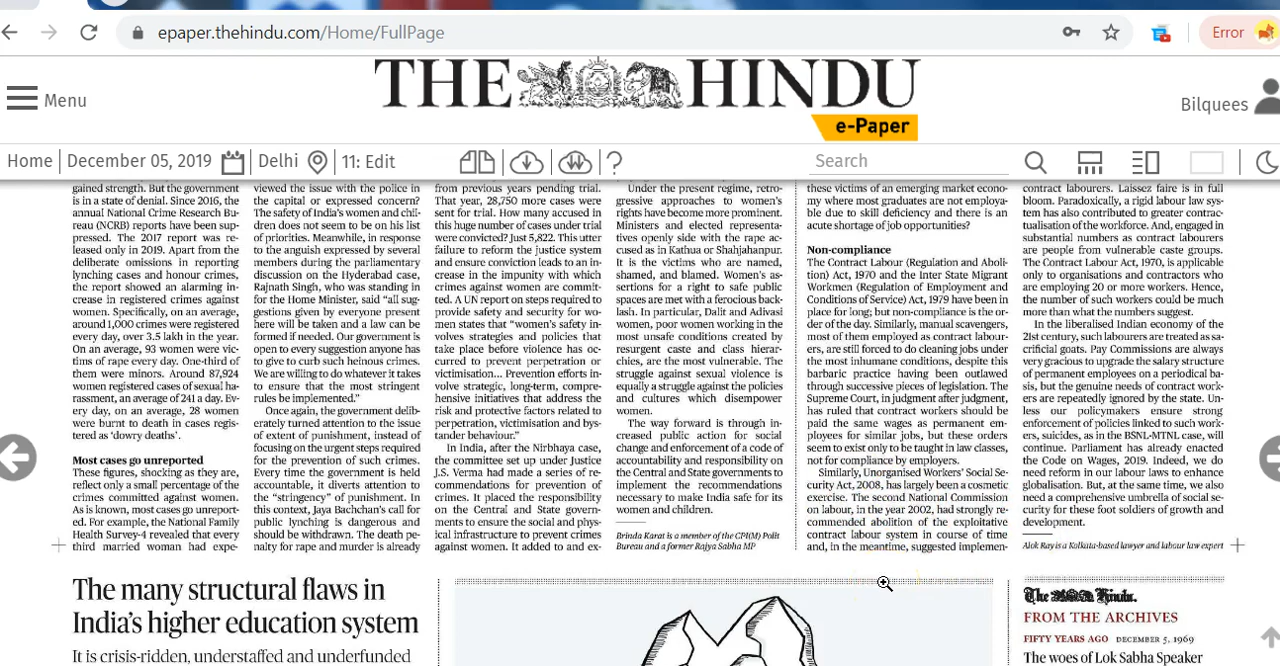 epaper.thehindu.com/Home/FullPage
Error
Menu
THE HINDU
e-Paper
Bilquees
Home
December 05, 2019
Delhi
11: Edit
Search
gained strength. But the government
is in a state of denial. Since 2016, the
annual National Crime Research Bu-
reau (NCRB) reports have been sup-
pressed. The 2017 report was re-
leased only in 2019. Apart from the
deliberate omissions in reporting
lynching cases and honour crimes,
the report showed an alarming in-
crease in registered crimes against
women. Specifically, on an average,
around 1,000 crimes were registered
every day, over 3.5 lakh in the year.
On an average, 93 women were vic-
tims of rape every day. One-third of
them were minors. Around 87,924
women registered cases of sexual ha-
rassment, an average of 241 a day. Ev-
ery day, on an average, 28 women
were burnt to death in cases regis-
tered as 'dowry deaths'.
Most cases go unreported
These figures, shocking as they are,
reflect only a small percentage of the
crimes committed against women.
As is known, most cases go unreport-
ed. For example, the National Family
Health Survey-4 revealed that every
third married woman had expe-
viewed the issue with the police in
the capital or expressed concern?
The safety of India's women and chil-
dren does not seem to be on his list
of priorities. Meanwhile, in response
to the anguish expressed by several
members during the parliamentary
discussion on the Hyderabad case,
Rajnath Singh, who was standing in
for the Home Minister, said "all sug-
gestions given by everyone present
here will be taken and a law can be
formed if needed. Our government is
open to every suggestion anyone has
to give to curb such heinous crimes.
We are willing to do whatever it takes
to ensure that the most stringent
rules be implemented."
Once again, the government delib-
erately turned attention to the issue
of extent of punishment, instead of
focusing on the urgent steps required
for the prevention of such crimes.
Every time the government is held
accountable, it diverts attention to
the "stringency" of punishment. In
this context, Jaya Bachchan's call for
public lynching is dangerous and
should be withdrawn. The death pe-
nalty for rape and murder is already
from previous years pending trial.
That year, 28,750 more cases were
sent for trial. How many accused in
this huge number of cases under trial
were convicted? Just 5,822. This utter
failure to reform the justice system
and ensure conviction leads to an in-
crease in the impunity with which
crimes against women are commit-
ted. A UN report on steps required to
provide safety and security for wo-
men states that "women's safety in-
volves strategies and policies that
take place before violence has oc-
curred to prevent perpetration or
victimisation... Prevention efforts in-
volve strategic, long-term, compre-
hensive initiatives that address the
risk and protective factors related to
perpetration, victimisation and bys-
tander behaviour."
In India, after the Nirbhaya case,
the committee set up under Justice
J.S. Verma had made a series of re-
commendations for prevention of
crimes. It placed the responsibility
on the Central and State govern-
ments to ensure the social and phys-
ical infrastructure to prevent crimes
against women. It added to and ex-
Under the present regime, retro-
gressive approaches to women's
rights have become more prominent.
Ministers and elected representa-
tives openly side with the rape ac-
cused in Kathua or Shahjahanpur.
It is the victims who are named,
shamed, and blamed. Women's as-
sertions for a right to safe public
spaces are met with a ferocious back-
lash. In particular, Dalit and Adivasi
women, poor women working in the
most unsafe conditions created by
resurgent caste and class hierar-
chies, are the most vulnerable. The
struggle against sexual violence is
equally a struggle against the policies
and cultures which disempower
women.
The way forward is through in-
creased public action for social
change and enforcement of a code of
accountability and responsibility on
the Central and State governments to
implement the recommendations
necessary to make India safe for its
women and children.
Brinda Karat is a member of the CPI(M) Polit
Bureau and a former Rajya Sabha MP
these victims of an emerging market econo-
my where most graduates are not employa-
ble due to skill deficiency and there is an
acute shortage of job opportunities?
Non-compliance
The Contract Labour (Regulation and Aboli-
tion) Act, 1970 and the Inter State Migrant
Workmen (Regulation of Employment and
Conditions of Service) Act, 1979 have been in
place for long; but non-compliance is the or-
der of the day. Similarly, manual scavengers,
most of them employed as contract labour-
ers, are still forced to do cleaning jobs under
the most inhumane conditions, despite this
barbaric practice having been outlawed
through successive pieces of legislation. The
Supreme Court, in judgment after judgment,
has ruled that contract workers should be
paid the same wages as permanent em-
ployees for similar jobs, but these orders
seem to exist only to be taught in law classes,
not for compliance by employers.
Similarly, Unorganised Workers' Social Se-
curity Act, 2008, has largely been a cosmetic
exercise. The second National Commission
on labour, in the year 2002, had strongly re-
commended abolition of the exploitative
contract labour system in course of time
and, in the meantime, suggested implemen-
contract labourers. Laissez faire is in full
bloom. Paradoxically, a rigid labour law sys-
tem has also contributed to greater contrac-
tualisation of the workforce. And, engaged in
substantial numbers as contract labourers
are people from vulnerable caste groups.
The Contract Labour Act, 1970, is applicable
only to organisations and contractors who
are employing 20 or more workers. Hence,
the number of such workers could be much
more than what the numbers suggest.
In the liberalised Indian economy of the
21st century, such labourers are treated as sa-
crificial goats. Pay Commissions are always
very gracious to upgrade the salary structure
of permanent employees on a periodical ba-
sis, but the genuine needs of contract work-
ers are repeatedly ignored by the state. Un-
less our policymakers ensure strong
enforcement of policies linked to such work-
ers, suicides, as in the BSNL-MTNL case, will
continue. Parliament has already enacted
the Code on Wages, 2019. Indeed, we do
need reform in our labour laws to enhance
globalisation. But, at the same time, we also
need a comprehensive umbrella of social se-
curity for these foot soldiers of growth and
development.
Alok Ray is a Kolkata-based lawyer and labour law expert
The many structural flaws in
India's higher education system
It is crisis-ridden, understaffed and underfunded
The Hindu.
FROM THE ARCHIVES
FIFTY YEARS AGO DECEMBER 5, 1969
The woes of Lok Sabha Speaker